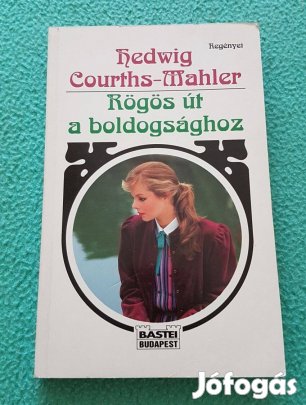 Hedwig
Regényei
Courths-Mahler
Rögös út
a boldogsághoz
BASTEI
BUDAPEST
Jófogás